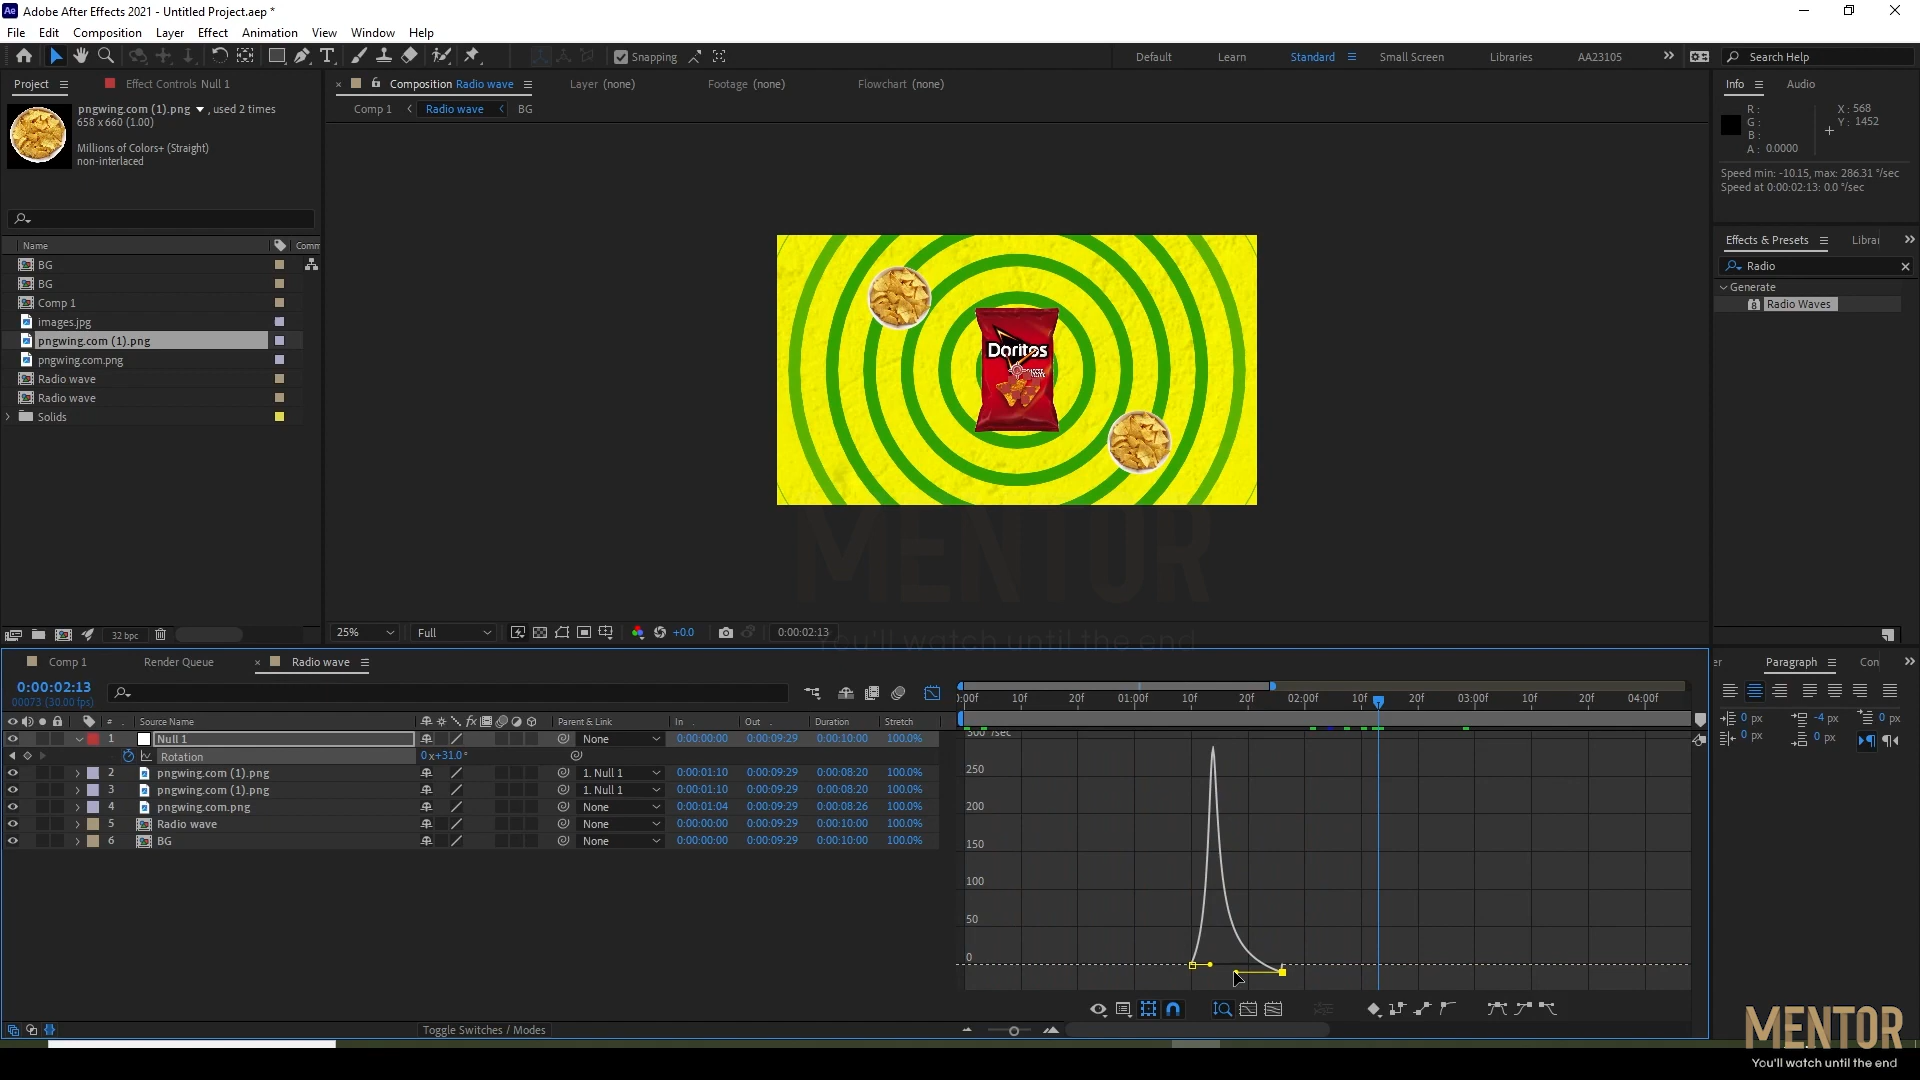 Adobe After Effects 2021 - Untitled Project.aep *
File Edit Composition Layer Effect Animation View Window Help
Snapping
Default Learn Standard Small Screen Libraries AA23105 Search Help
Project Effect Controls Null 1
pngwing.com (1).png , used 2 times
658 x 660 (1.00)
Millions of Colors+ (Straight)
non-interlaced
Name Comm
BG
BG
Comp 1
images.jpg
pngwing.com (1).png
pngwing.com.png
Radio wave
Radio wave
Solids
32 bpc
Composition Radio wave Layer (none) Footage (none) Flowchart (none)
Comp 1 Radio wave BG
Doritos
MENTOR
You'll watch until the end
25% Full +0.0 0:00:02:13
Info Audio
R :
G :
B :
A : 0.0000
X : 568
Y : 1452
Speed min: -10.15, max: 286.31 °/sec
Speed at 0:00:02:13: 0.0 °/sec
Effects & Presets Librai
Radio
Generate
Radio Waves
er Paragraph Con
0 px -4 px 0 px
0 px 0 px
Comp 1 Render Queue Radio wave
0:00:02:13
00073 (30.00 fps)
# Source Name Parent & Link In Out Duration Stretch
1 Null 1 None 0:00:00:00 0:00:09:29 0:00:10:00 100.0%
Rotation 0x+31.0°
2 pngwing.com (1).png 1. Null 1 0:00:01:10 0:00:09:29 0:00:08:20 100.0%
3 pngwing.com (1).png 1. Null 1 0:00:01:10 0:00:09:29 0:00:08:20 100.0%
4 pngwing.com.png None 0:00:01:04 0:00:09:29 0:00:08:26 100.0%
5 Radio wave None 0:00:00:00 0:00:09:29 0:00:10:00 100.0%
6 BG None 0:00:00:00 0:00:09:29 0:00:10:00 100.0%
Toggle Switches / Modes
:00f 10f 20f 01:00f 10f 20f 02:00f 10f 20f 03:00f 10f 20f 04:00f
300 °/sec
250
200
150
100
50
0
MENTOR
You'll watch until the end